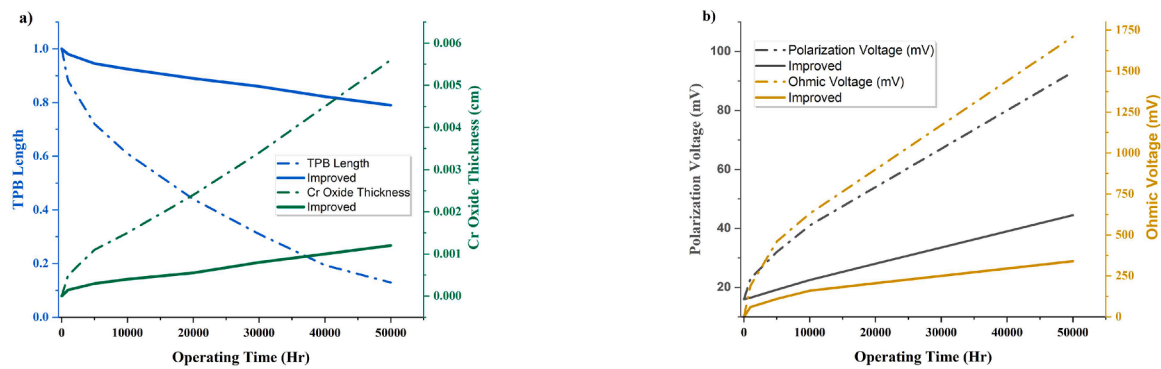 a)
1.0
0.8
0.6
0.4
0.2
0.0
TPB Length
0.006
0.005
0.004
0.003
0.002
0.001
0.000
Cr Oxide Thickness (cm)
TPB Length
Improved
Cr Oxide Thickness
Improved
0
10000
20000
30000
40000
50000
Operating Time (Hr)
b)
100
80
60
40
20
Polarization Voltage (mV)
1750
1500
1250
1000
750
500
250
0
Ohmic Voltage (mV)
Polarization Voltage (mV)
Improved
Ohmic Voltage (mV)
Improved
0
10000
20000
30000
40000
50000
Operating Time (Hr)